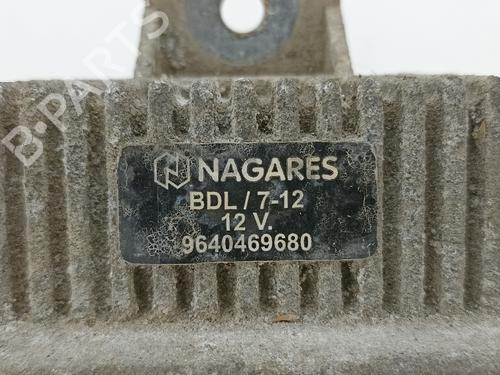 B-PARTS
NAGARES
BDL / 7-12
12 V.
9640469680